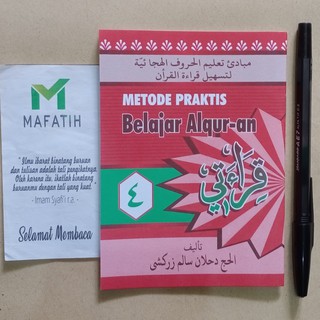 MAFATIH
"Ilmu ibarat binatang buruan
dan tulisan adalah tali pengikatnya.
Oleh karena itu, ikatlah binatang
buruanmu dengan tali yang kuat."
- Imam Syafi'i r.a -
Selamat Membaca
مبادئ تعليم الحروف الهجائيّة
لتسهيل قراءة القرآن
METODE PRAKTIS
Belajar Alqur-an
قراءتي
٤
تأليف
الحج دحلان سالم زركشى